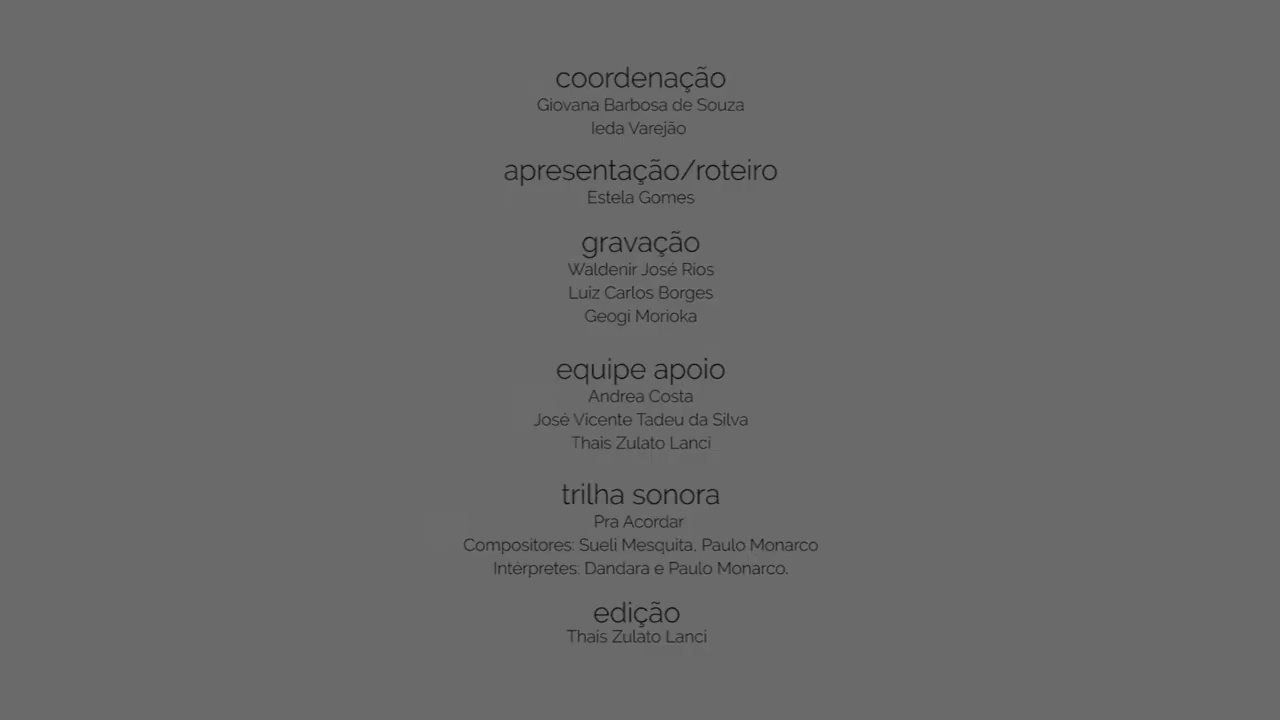 coordenação
Giovana Barbosa de Souza
Ieda Varejão
apresentação/roteiro
Estela Gomes
gravação
Waldenir José Rios
Luiz Carlos Borges
Geogi Morioka
equipe apoio
Andrea Costa
José Vicente Tadeu da Silva
Thais Zulato Lanci
trilha sonora
Pra Acordar
Compositores: Sueli Mesquita, Paulo Monarco
Intérpretes: Dandara e Paulo Monarco.
edição
Thais Zulato Lanci